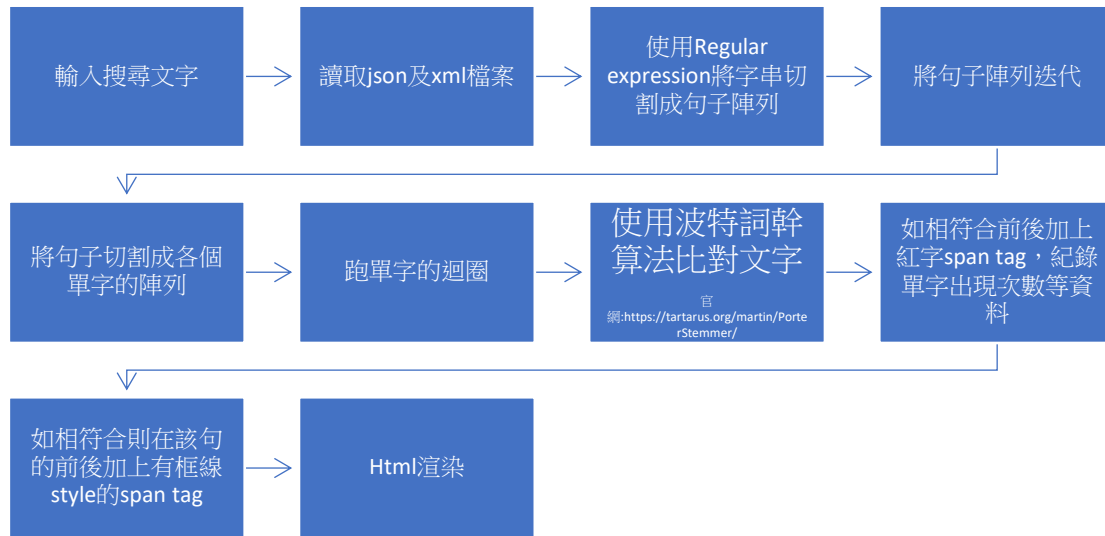 輸入搜尋文字
讀取json及xml檔案
使用Regular
expression將字串切
割成句子陣列
將句子陣列迭代
將句子切割成各個
單字的陣列
跑單字的迴圈
使用波特詞幹
算法比對文字
官
網:https://tartarus.org/martin/Porte
rStemmer/
如相符合前後加上
紅字span tag，紀錄
單字出現次數等資
料
如相符合則在該句
的前後加上有框線
style的span tag
Html渲染